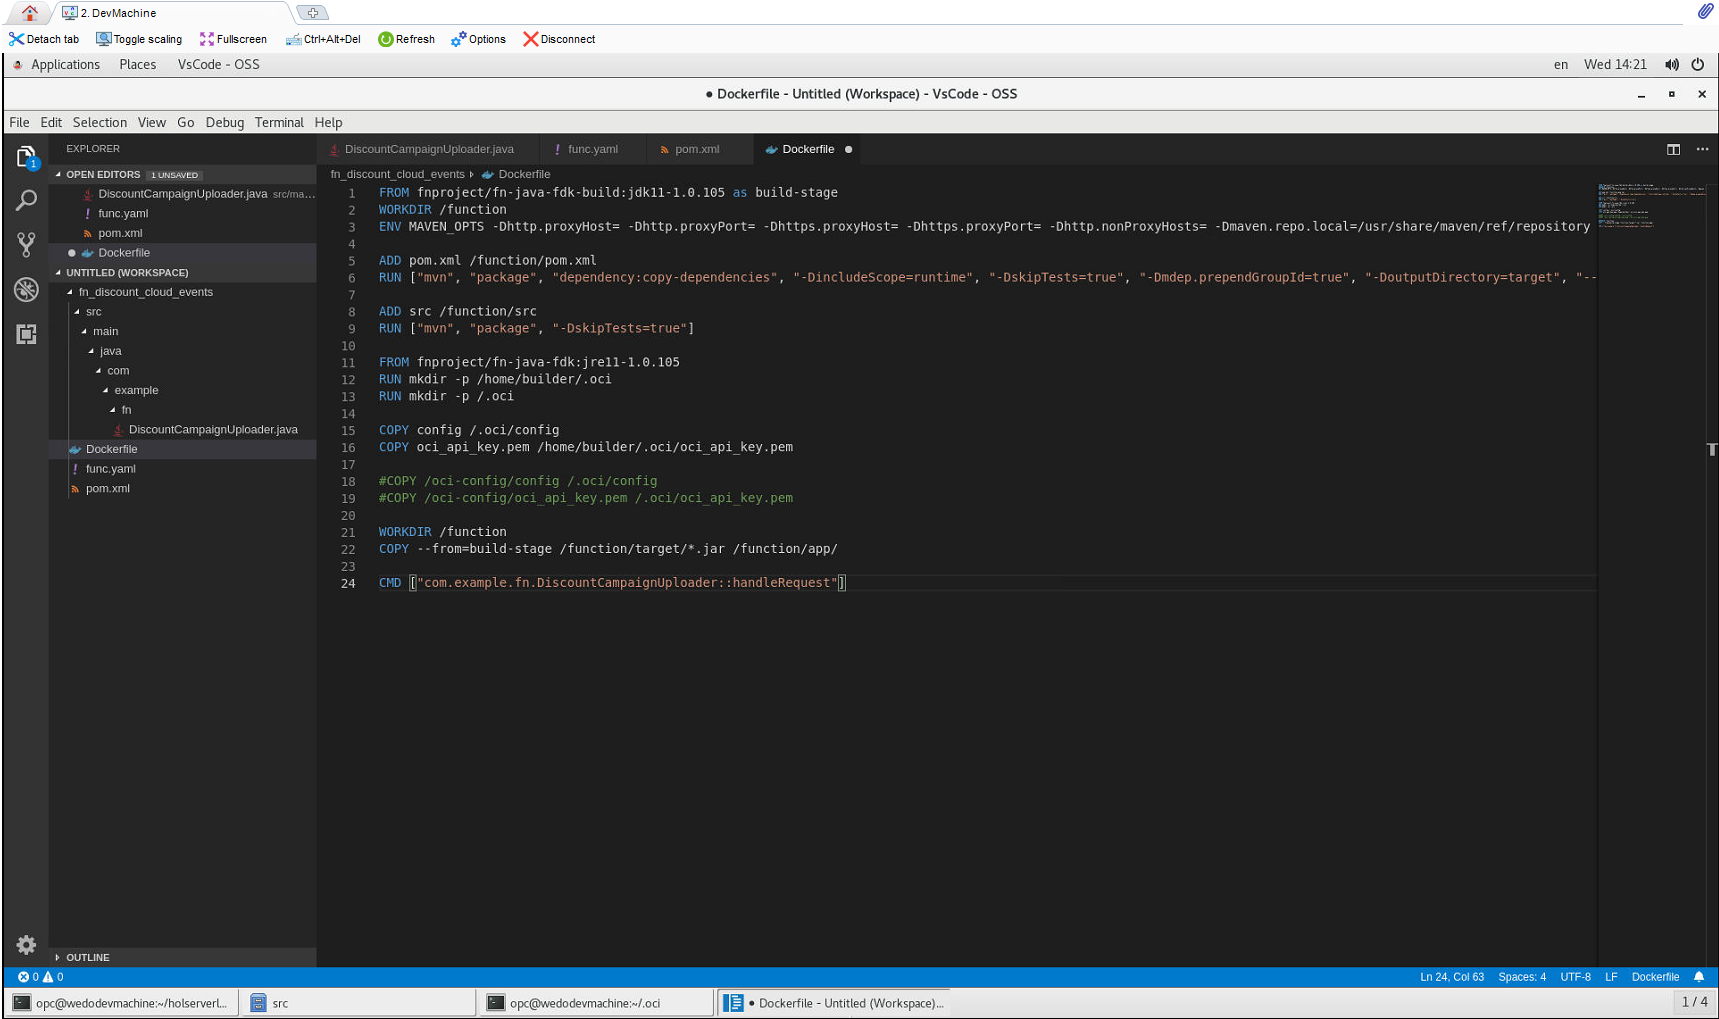 2. DevMachine
Detach tab Toggle scaling Fullscreen Ctrl+Alt+Del Refresh Options Disconnect
Applications Places VsCode - OSS en Wed 14:21
● Dockerfile - Untitled (Workspace) - VsCode - OSS
File Edit Selection View Go Debug Terminal Help
EXPLORER
OPEN EDITORS 1 UNSAVED
DiscountCampaignUploader.java src/ma...
! func.yaml
pom.xml
● Dockerfile
UNTITLED (WORKSPACE)
fn_discount_cloud_events
src
main
java
com
example
fn
DiscountCampaignUploader.java
Dockerfile
! func.yaml
pom.xml
OUTLINE
1
DiscountCampaignUploader.java ! func.yaml pom.xml Dockerfile ●
fn_discount_cloud_events Dockerfile
1 FROM fnproject/fn-java-fdk-build:jdk11-1.0.105 as build-stage
2 WORKDIR /function
3 ENV MAVEN_OPTS -Dhttp.proxyHost= -Dhttp.proxyPort= -Dhttps.proxyHost= -Dhttps.proxyPort= -Dhttp.nonProxyHosts= -Dmaven.repo.local=/usr/share/maven/ref/repository
4
5 ADD pom.xml /function/pom.xml
6 RUN ["mvn", "package", "dependency:copy-dependencies", "-DincludeScope=runtime", "-DskipTests=true", "-Dmdep.prependGroupId=true", "-DoutputDirectory=target", "--
7
8 ADD src /function/src
9 RUN ["mvn", "package", "-DskipTests=true"]
10
11 FROM fnproject/fn-java-fdk:jre11-1.0.105
12 RUN mkdir -p /home/builder/.oci
13 RUN mkdir -p /.oci
14
15 COPY config /.oci/config
16 COPY oci_api_key.pem /home/builder/.oci/oci_api_key.pem
17
18 #COPY /oci-config/config /.oci/config
19 #COPY /oci-config/oci_api_key.pem /.oci/oci_api_key.pem
20
21 WORKDIR /function
22 COPY --from=build-stage /function/target/*.jar /function/app/
23
24 CMD ["com.example.fn.DiscountCampaignUploader::handleRequest"]
0 0 Ln 24, Col 63 Spaces: 4 UTF-8 LF Dockerfile
opc@wedodevmachine:~/holserverl... src opc@wedodevmachine:~/.oci ● Dockerfile - Untitled (Workspace)... 1 / 4